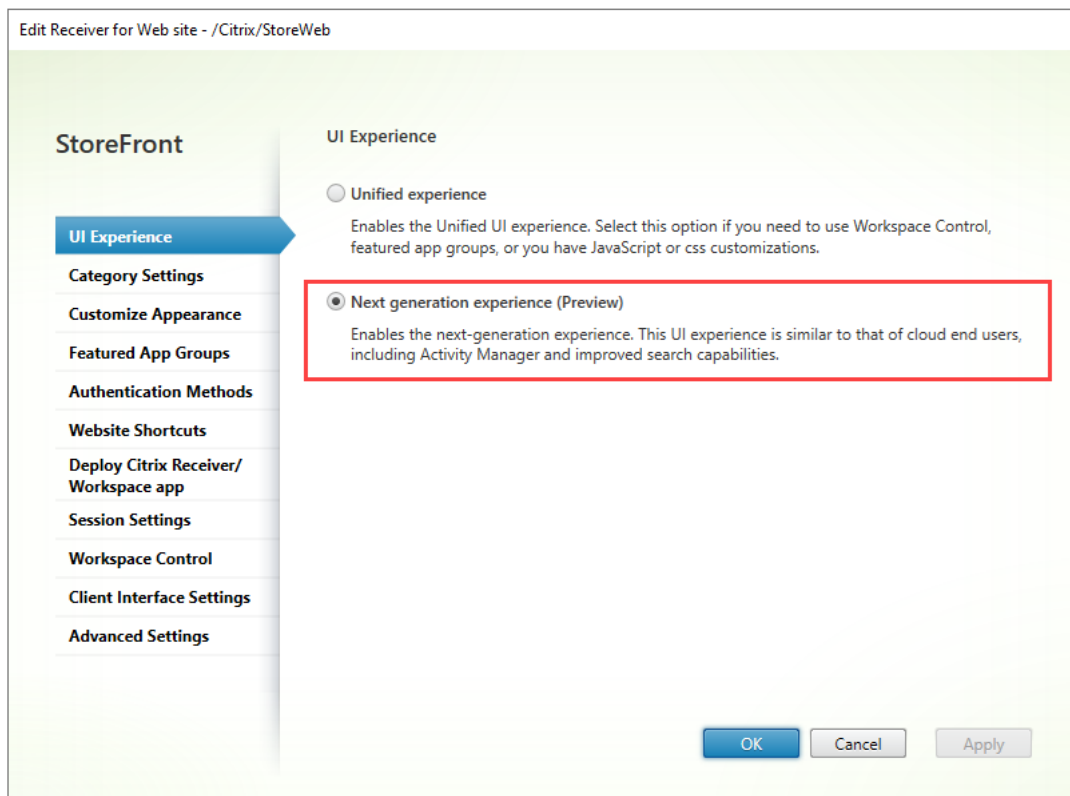 Edit Receiver for Web site - /Citrix/StoreWeb
StoreFront
UI Experience
Category Settings
Customize Appearance
Featured App Groups
Authentication Methods
Website Shortcuts
Deploy Citrix Receiver/
Workspace app
Session Settings
Workspace Control
Client Interface Settings
Advanced Settings
UI Experience
Unified experience
Enables the Unified UI experience. Select this option if you need to use Workspace Control,
featured app groups, or you have JavaScript or css customizations.
Next generation experience (Preview)
Enables the next-generation experience. This UI experience is similar to that of cloud end users,
including Activity Manager and improved search capabilities.
OK
Cancel
Apply